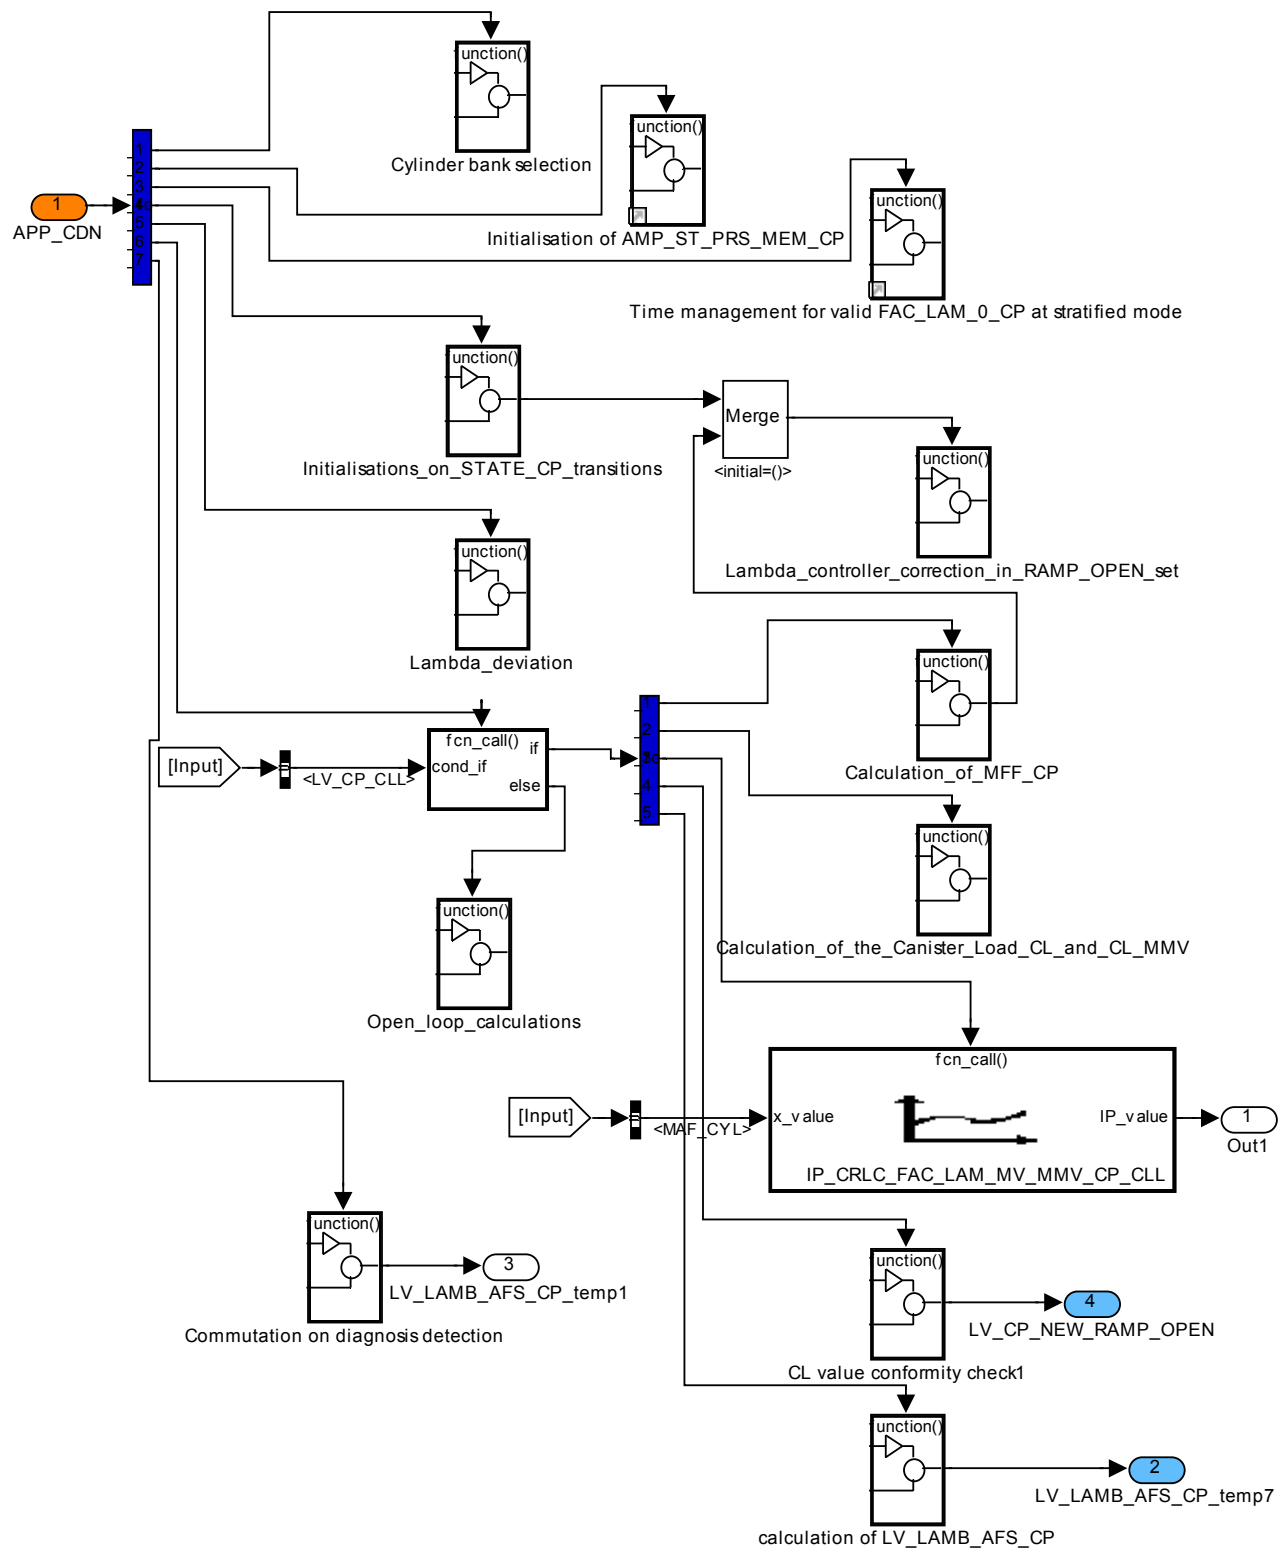 unction()
Cylinder bank selection
unction()
Initialisation of AMP_ST_PRS_MEM_CP
unction()
Time management for valid FAC_LAM_0_CP at stratified mode
1
APP_CDN
1
2
3
4
5
6
7
unction()
Initialisations_on_STATE_CP_transitions
Merge
<initial=()>
unction()
Lambda_controller_correction_in_RAMP_OPEN_set
unction()
Lambda_deviation
unction()
Calculation_of_MFF_CP
[Input]
<LV_CP_CLL>
fcn_call()
cond_if
if
else
1
2
4
5
unction()
Calculation_of_the_Canister_Load_CL_and_CL_MMV
unction()
Open_loop_calculations
[Input]
<MAF_CYL>
fcn_call()
x_value
IP_value
IP_CRLC_FAC_LAM_MV_MMV_CP_CLL
1
Out1
unction()
Commutation on diagnosis detection
3
LV_LAMB_AFS_CP_temp1
unction()
CL value conformity check1
4
LV_CP_NEW_RAMP_OPEN
unction()
calculation of LV_LAMB_AFS_CP
2
LV_LAMB_AFS_CP_temp7